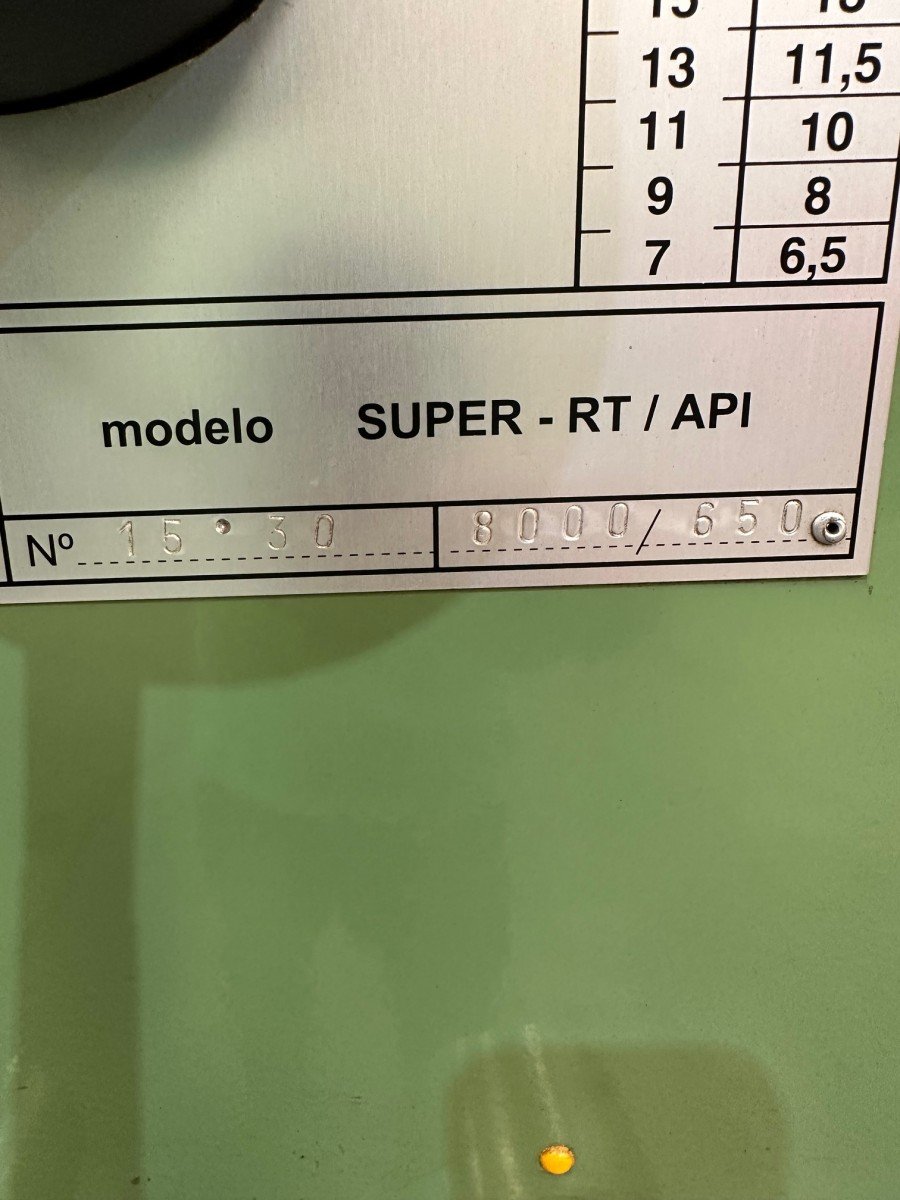 13 11,5
11 10
9 8
7 6,5
modelo SUPER - RT / API
Nº 15•30 8000/650